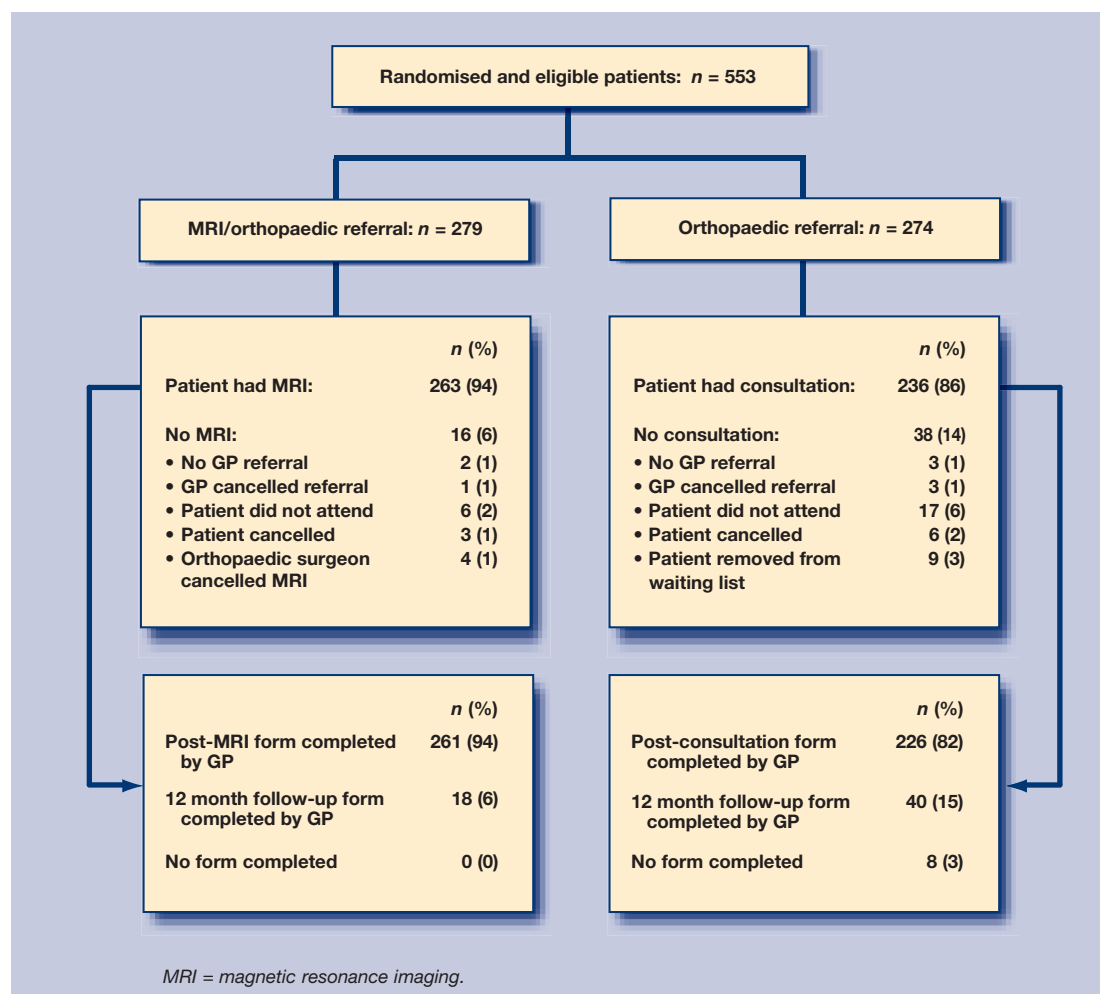 Randomised and eligible patients: n = 553
MRI/orthopaedic referral: n = 279
Orthopaedic referral: n = 274
n (%)
Patient had MRI: 263 (94)
No MRI: 16 (6)
• No GP referral 2 (1)
• GP cancelled referral 1 (1)
• Patient did not attend 6 (2)
• Patient cancelled 3 (1)
• Orthopaedic surgeon 4 (1)
cancelled MRI
n (%)
Patient had consultation: 236 (86)
No consultation: 38 (14)
• No GP referral 3 (1)
• GP cancelled referral 3 (1)
• Patient did not attend 17 (6)
• Patient cancelled 6 (2)
• Patient removed from 9 (3)
waiting list
n (%)
Post-MRI form completed 261 (94)
by GP
12 month follow-up form 18 (6)
completed by GP
No form completed 0 (0)
n (%)
Post-consultation form 226 (82)
completed by GP
12 month follow-up form 40 (15)
completed by GP
No form completed 8 (3)
MRI = magnetic resonance imaging.